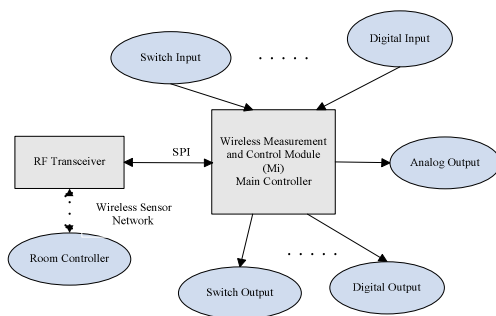 Digital Input
Switch Input
. . . . .
Wireless Measurement
and Control Module
(Mi)
Main Controller
SPI
RF Transceiver
Analog Output
Wireless Sensor
Network
Room Controller
. . . . .
Switch Output
Digital Output